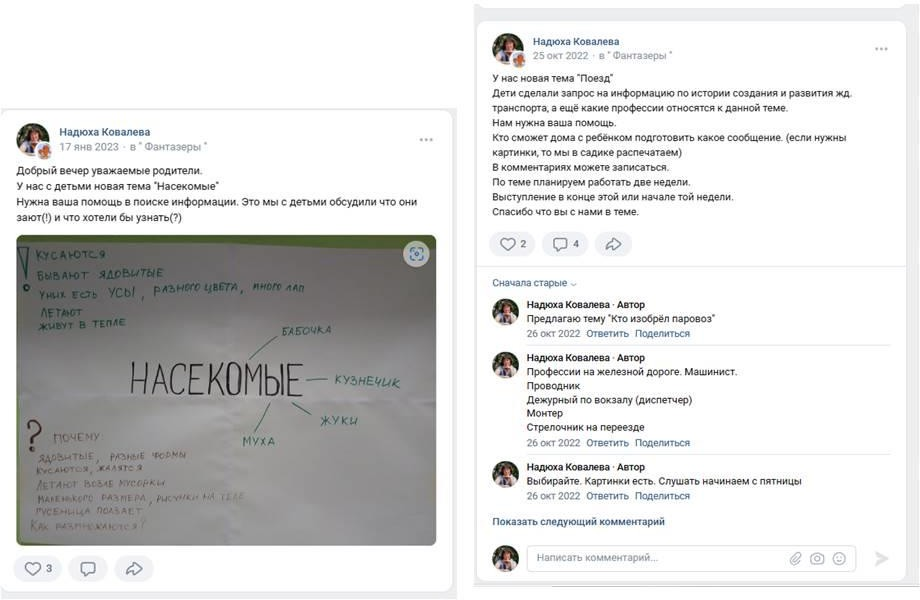 Надюха Ковалева
17 янв 2023 · в " Фантазеры "
Добрый вечер уважаемые родители.
У нас с детьми новая тема "Насекомые"
Нужна ваша помощь в поиске информации. Это мы с детьми обсудили что они
зают(!) и что хотели бы узнать(?)
! КУСАЮТСЯ
БЫВАЮТ ЯДОВИТЫЕ
У НИХ ЕСТЬ УСЫ, РАЗНОГО ЦВЕТА, МНОГО ЛАП
ЛЕТАЮТ
ЖИВУТ В ТЕПЛЕ
БАБОЧКА
НАСЕКОМЫЕ
КУЗНЕЧИК
ЖУКИ
МУХА
? ПОЧЕМУ:
ЯДОВИТЫЕ, РАЗНЫЕ ФОРМЫ
КУСАЮТСЯ, ЖАЛЯТСЯ
ЛЕТАЮТ ВОЗЛЕ МУСОРКИ
МАЛЕНЬКОГО РАЗМЕРА, РИСУНКИ НА ТЕЛЕ
ГУСЕНИЦА ПОЛЗАЕТ
КАК РАЗМНОЖАЮТСЯ?
3
Надюха Ковалева
25 окт 2022 · в " Фантазеры "
У нас новая тема "Поезд"
Дети сделали запрос на информацию по истории создания и развития жд.
транспорта, а ещё какие профессии относятся к данной теме.
Нам нужна ваша помощь.
Кто сможет дома с ребёнком подготовить какое сообщение. (если нужны
картинки, то мы в садике распечатаем)
В комментариях можете записаться.
По теме планируем работать две недели.
Выступление в конце этой или начале той недели.
Спасибо что вы с нами в теме.
2 4
Сначала старые
Надюха Ковалева · Автор
Предлагаю тему "Кто изобрёл паровоз"
26 окт 2022 Ответить Поделиться
Надюха Ковалева · Автор
Профессии на железной дороге. Машинист.
Проводник
Дежурный по вокзалу (диспетчер)
Монтер
Стрелочник на переезде
26 окт 2022 Ответить Поделиться
Надюха Ковалева · Автор
Выбирайте. Картинки есть. Слушать начинаем с пятницы
26 окт 2022 Ответить Поделиться
Показать следующий комментарий
Написать комментарий...